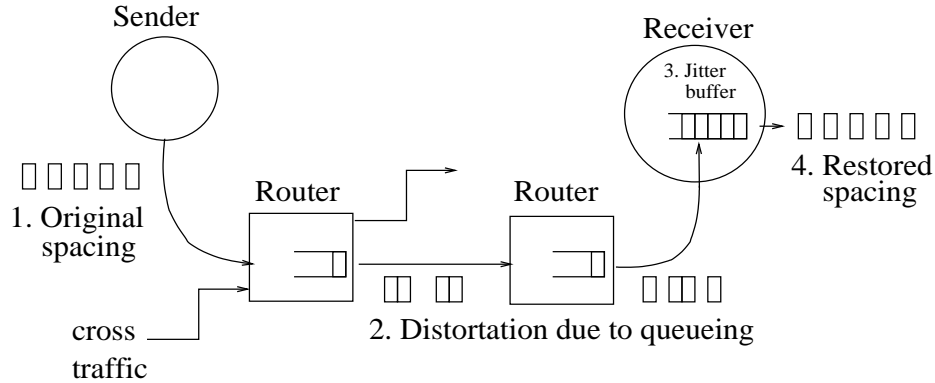 Sender
Receiver
3. Jitter
buffer
1. Original
spacing
Router
Router
4. Restored
spacing
2. Distortation due to queueing
cross
traffic